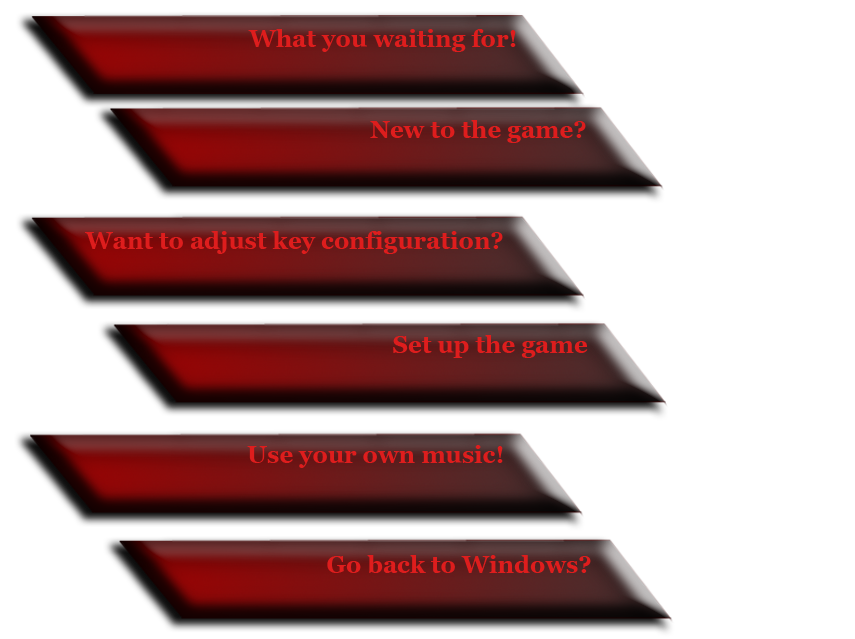 What you waiting for!
New to the game?
Want to adjust key configuration?
Set up the game
Use your own music!
Go back to Windows?